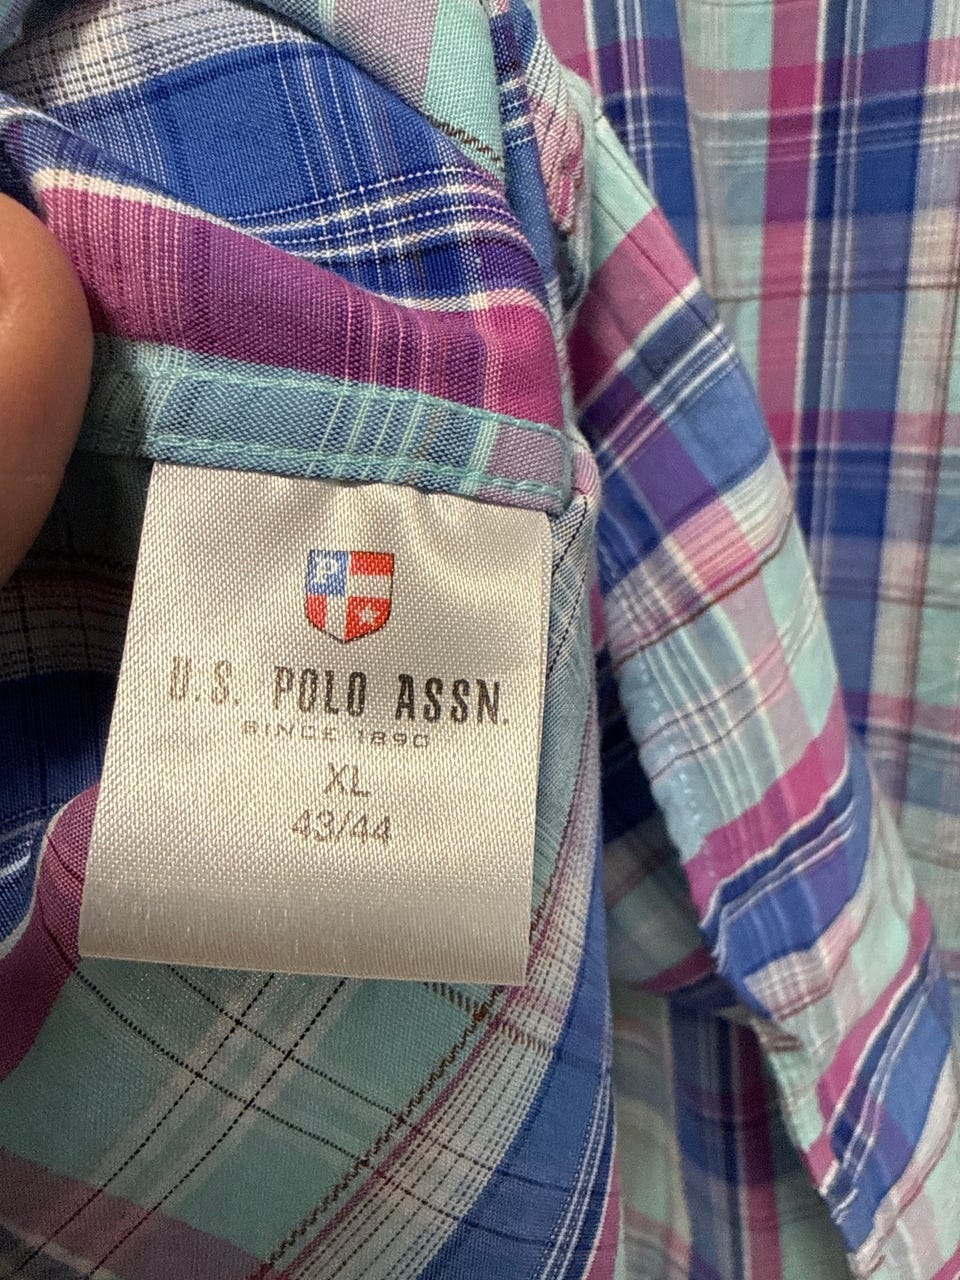 P
U.S. POLO ASSN.
SINCE 1890
XL
43/44